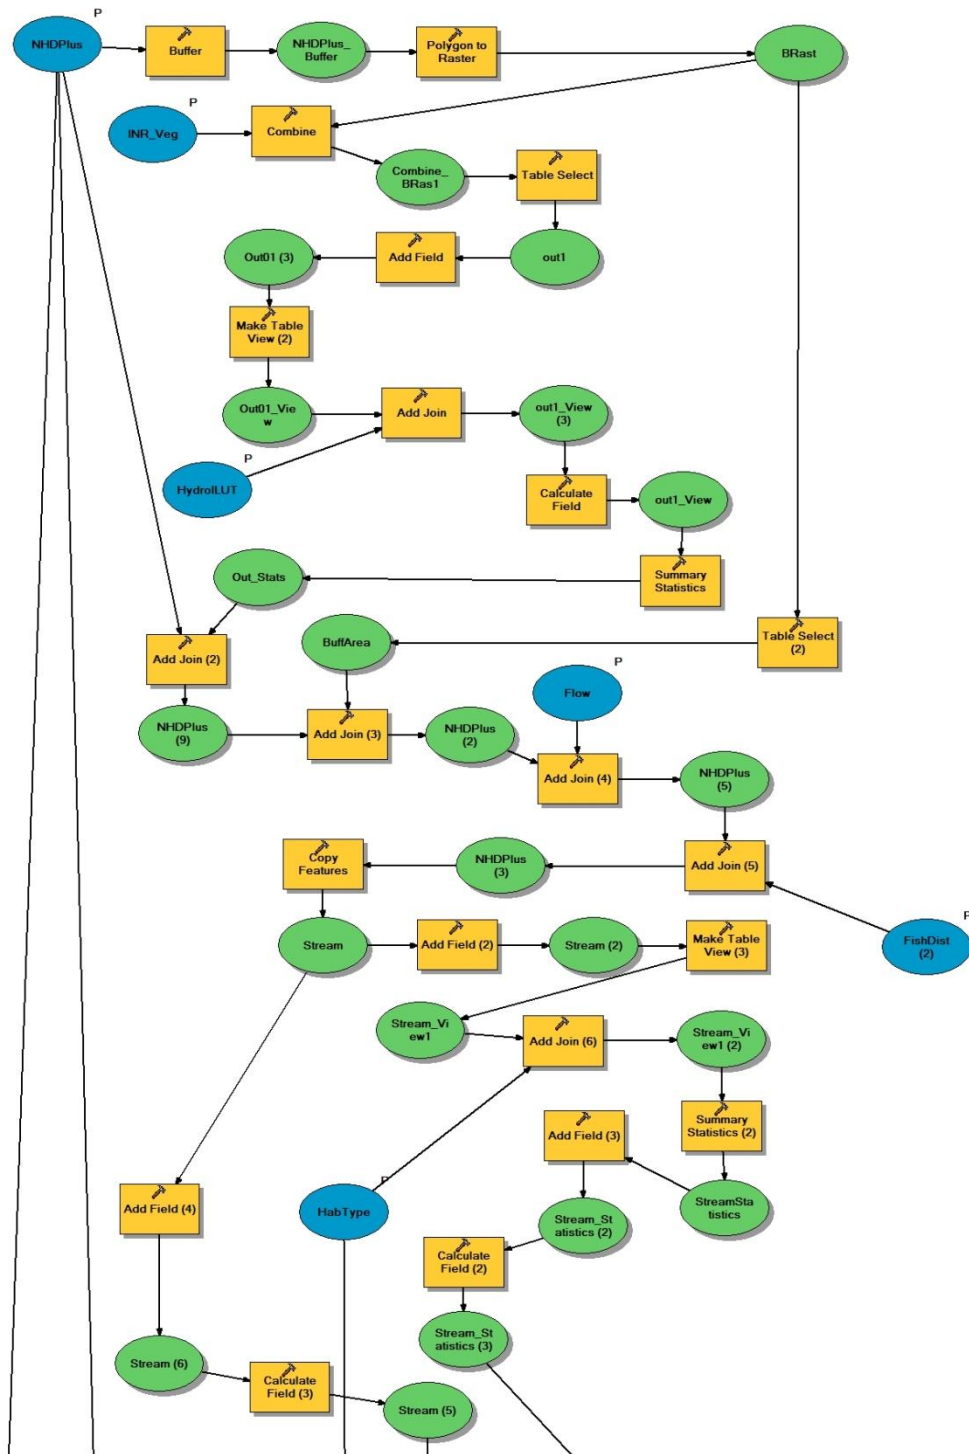 P
NHDPlus
Buffer
NHDPlus_
Buffer
Polygon to
Raster
BRast
P
INR_Veg
Combine
Combine_
BRas1
Table Select
Out01 (3)
Add Field
out1
Make Table
View (2)
Out01_Vie
w
Add Join
out1_View
(3)
P
HydrolLUT
Calculate
Field
out1_View
Out_Stats
Summary
Statistics
Add Join (2)
BuffArea
Table Select
(2)
P
Flow
NHDPlus
(9)
Add Join (3)
NHDPlus
(2)
Add Join (4)
NHDPlus
(5)
Copy
Features
NHDPlus
(3)
Add Join (5)
P
FishDist
(2)
Stream
Add Field (2)
Stream (2)
Make Table
View (3)
Stream_Vi
ew1
Add Join (6)
Stream_Vi
ew1 (2)
Add Field (3)
Summary
Statistics (2)
P
HabType
Add Field (4)
StreamSta
tistics
Stream_St
atistics (2)
Calculate
Field (2)
Stream_St
atistics (3)
Stream (6)
Calculate
Field (3)
Stream (5)